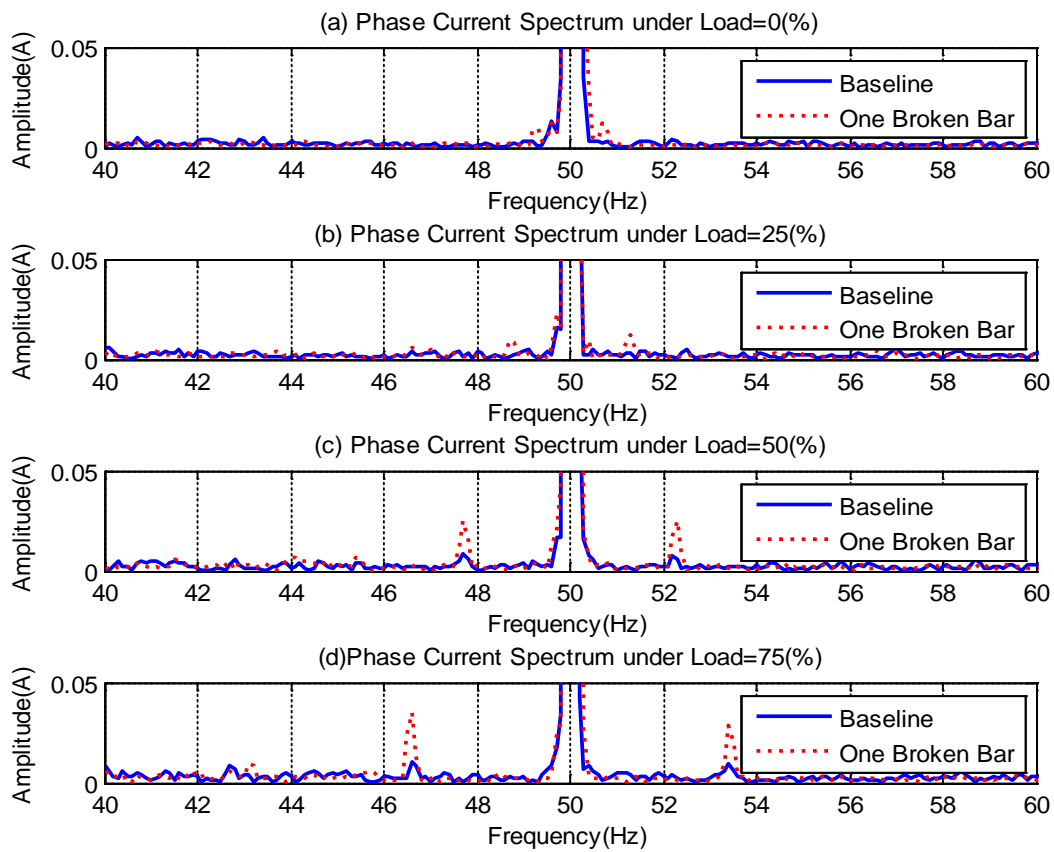 (a) Phase Current Spectrum under Load=0(%)
Amplitude(A)
0.05
0
Baseline
One Broken Bar
40 42 44 46 48 50 52 54 56 58 60
Frequency(Hz)
(b) Phase Current Spectrum under Load=25(%)
Amplitude(A)
0.05
0
Baseline
One Broken Bar
40 42 44 46 48 50 52 54 56 58 60
Frequency(Hz)
(c) Phase Current Spectrum under Load=50(%)
Amplitude(A)
0.05
0
Baseline
One Broken Bar
40 42 44 46 48 50 52 54 56 58 60
Frequency(Hz)
(d)Phase Current Spectrum under Load=75(%)
Amplitude(A)
0.05
0
Baseline
One Broken Bar
40 42 44 46 48 50 52 54 56 58 60
Frequency(Hz)